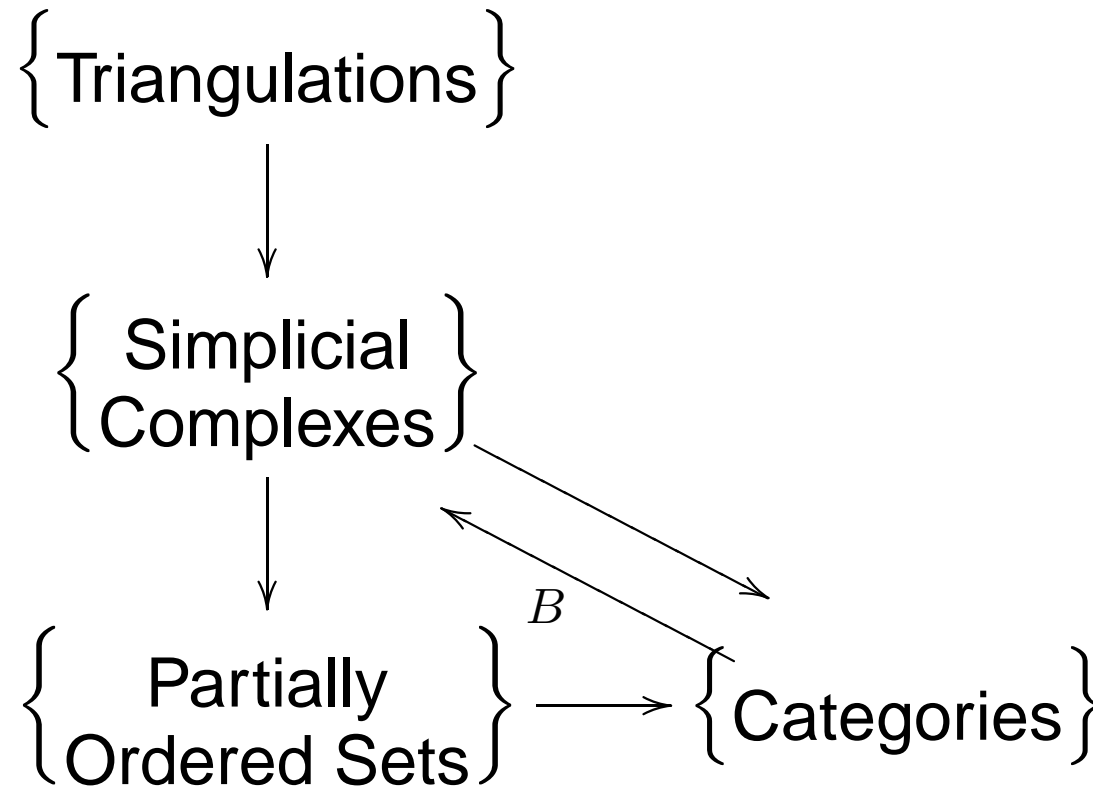 {Triangulations}
Simplicial
Complexes
B
Partially
Ordered Sets
{Categories}